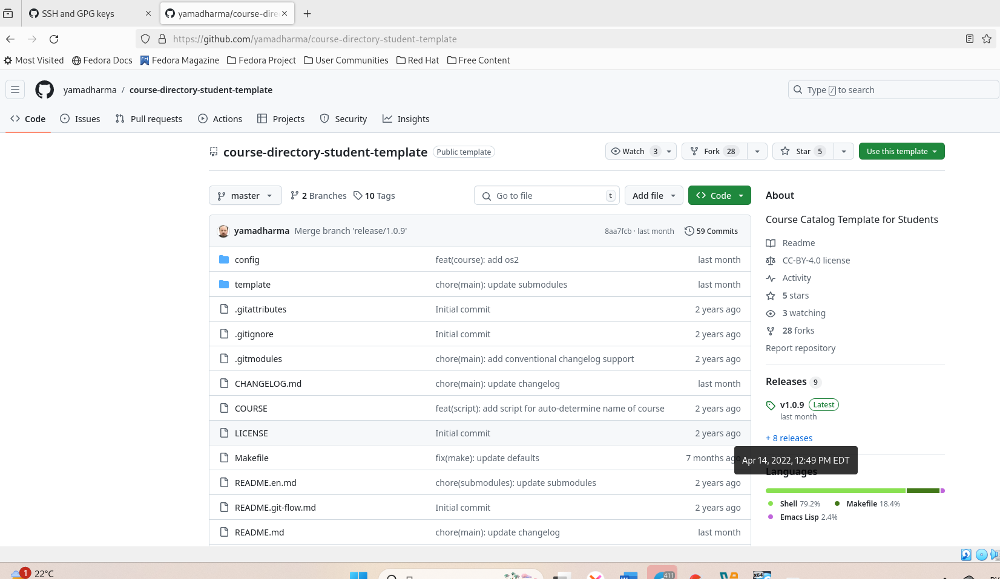 SSH and GPG keys
yamadharma/course-dire
https://github.com/yamadharma/course-directory-student-template
Most Visited Fedora Docs Fedora Magazine Fedora Project User Communities Red Hat Free Content
yamadharma / course-directory-student-template
Type / to search
Code Issues Pull requests Actions Projects Security Insights
course-directory-student-template Public template
Watch 3 Fork 28 Star 5 Use this template
master 2 Branches 10 Tags Go to file t Add file Code
yamadharma Merge branch 'release/1.0.9' 8aa7fcb · last month 59 Commits
config feat(course): add os2 last month
template chore(main): update submodules last month
.gitattributes Initial commit 2 years ago
.gitignore Initial commit 2 years ago
.gitmodules chore(main): add conventional changelog support 2 years ago
CHANGELOG.md chore(main): update changelog last month
COURSE feat(script): add script for auto-determine name of course 2 years ago
LICENSE Initial commit 2 years ago
Makefile fix(make): update defaults 7 months ago
README.en.md chore(submodules): update submodules 2 years ago
README.git-flow.md Initial commit 2 years ago
README.md chore(main): update changelog last month
About
Course Catalog Template for Students
Readme
CC-BY-4.0 license
Activity
5 stars
3 watching
28 forks
Report repository
Releases 9
v1.0.9 Latest
last month
+ 8 releases
Apr 14, 2022, 12:49 PM EDT
Languages
Shell 79.2% Makefile 18.4%
Emacs Lisp 2.4%
1 22°C
411
x64